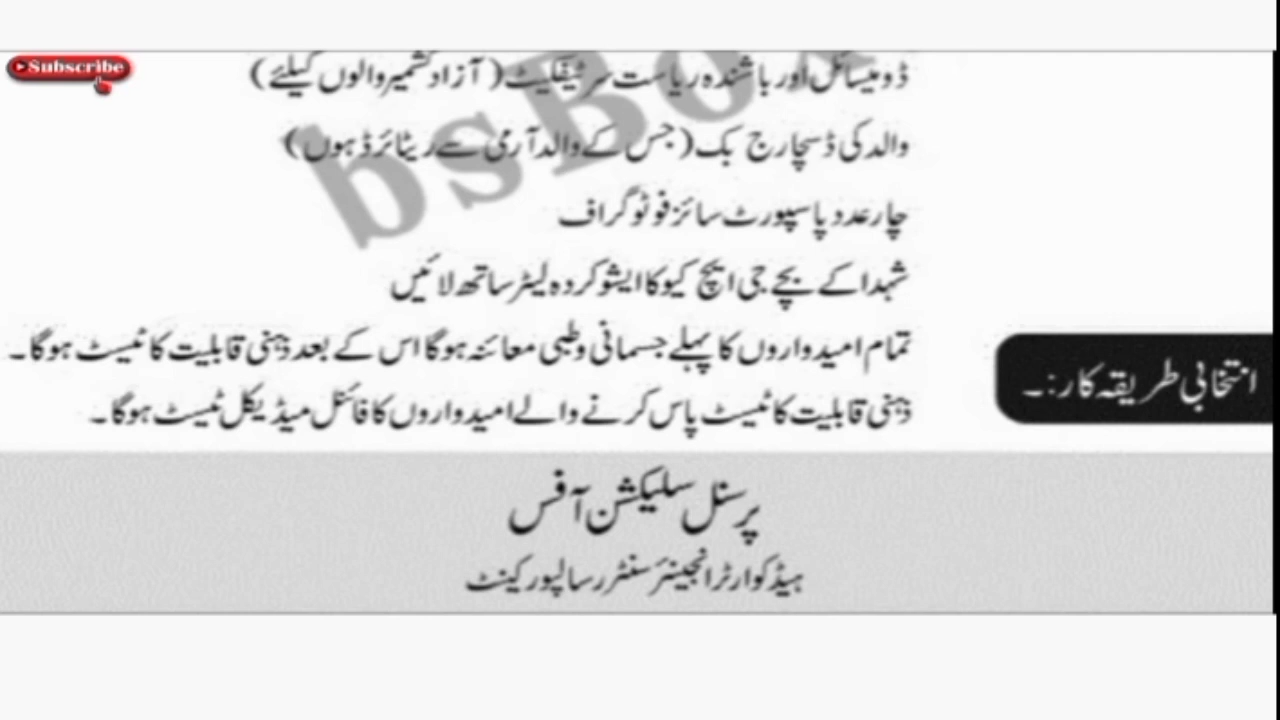 Subscribe
ڈومیسائل اور باشندہ ریاست سرٹیفکیٹ (آزاد کشمیر والوں کیلئے)
والد کی ڈسچارج بک (جس کے والد آرمی سے ریٹائرڈ ہوں)
چار عدد پاسپورٹ سائز فوٹو گراف
شہدا کے بچے جی ایچ کیو کا ایشو کردہ لیٹر ساتھ لائیں
انتخابی طریقہ کار:۔
تمام امیدواروں کا پہلے جسمانی و طبی معائنہ ہوگا اس کے بعد ذہنی قابلیت کا ٹیسٹ ہوگا۔
ذہنی قابلیت کا ٹیسٹ پاس کرنے والے امیدواروں کا فائنل میڈیکل ٹیسٹ ہوگا۔
پرسنل سلیکشن آفس
ہیڈکوارٹر انجینئر سنٹر رسالپور کینٹ
bsBox